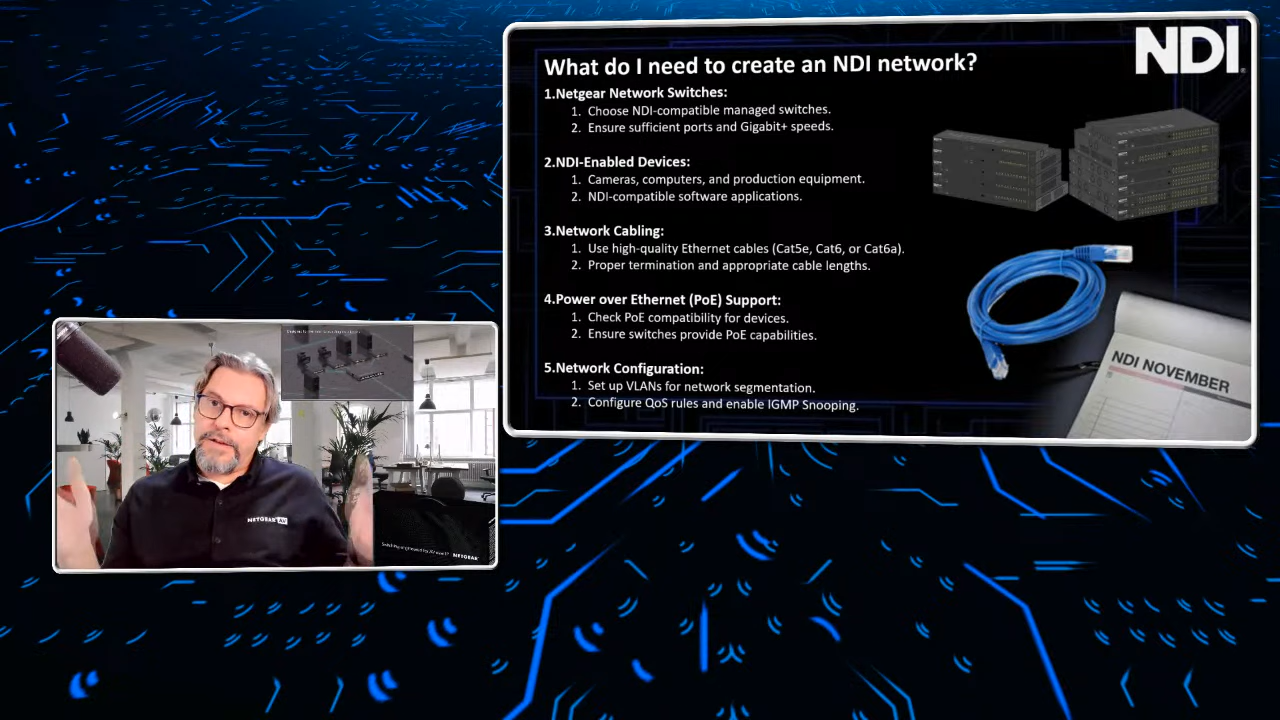 NDI
What do I need to create an NDI network?
1.Netgear Network Switches:
1. Choose NDI-compatible managed switches.
2. Ensure sufficient ports and Gigabit+ speeds.
2.NDI-Enabled Devices:
1. Cameras, computers, and production equipment.
2. NDI-compatible software applications.
3.Network Cabling:
1. Use high-quality Ethernet cables (Cat5e, Cat6, or Cat6a).
2. Proper termination and appropriate cable lengths.
4.Power over Ethernet (PoE) Support:
1. Check PoE compatibility for devices.
2. Ensure switches provide PoE capabilities.
5.Network Configuration:
1. Set up VLANs for network segmentation.
2. Configure QoS rules and enable IGMP Snooping.
NETGEAR
NDI NOVEMBER
NETGEAR AV
NETGEAR